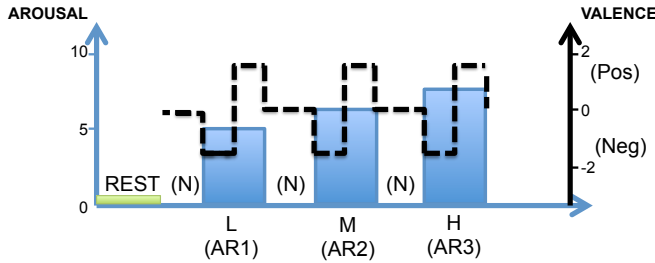 AROUSAL
VALENCE
10
2
(Pos)
0
5
(Neg)
-2
REST
(N)
(N)
(N)
0
L
M
H
(AR1)
(AR2)
(AR3)